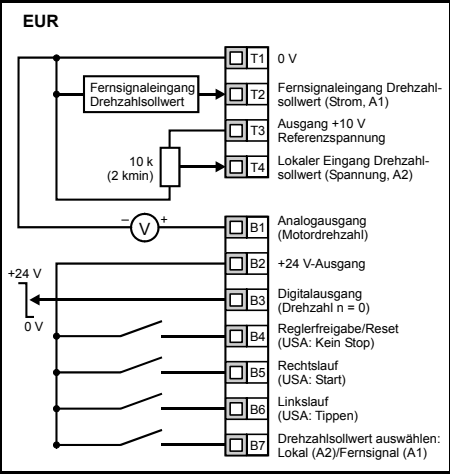 EUR
T1 0 V
Fernsignaleingang
Drehzahlsollwert
T2 Fernsignaleingang Drehzahl-
sollwert (Strom, A1)
T3 Ausgang +10 V
Referenzspannung
10 k
(2 kmin)
T4 Lokaler Eingang Drehzahl-
sollwert (Spannung, A2)
– V +
B1 Analogausgang
(Motordrehzahl)
B2 +24 V-Ausgang
+24 V
0 V
B3 Digitalausgang
(Drehzahl n = 0)
B4 Reglerfreigabe/Reset
(USA: Kein Stop)
B5 Rechtslauf
(USA: Start)
B6 Linkslauf
(USA: Tippen)
B7 Drehzahlsollwert auswählen:
Lokal (A2)/Fernsignal (A1)